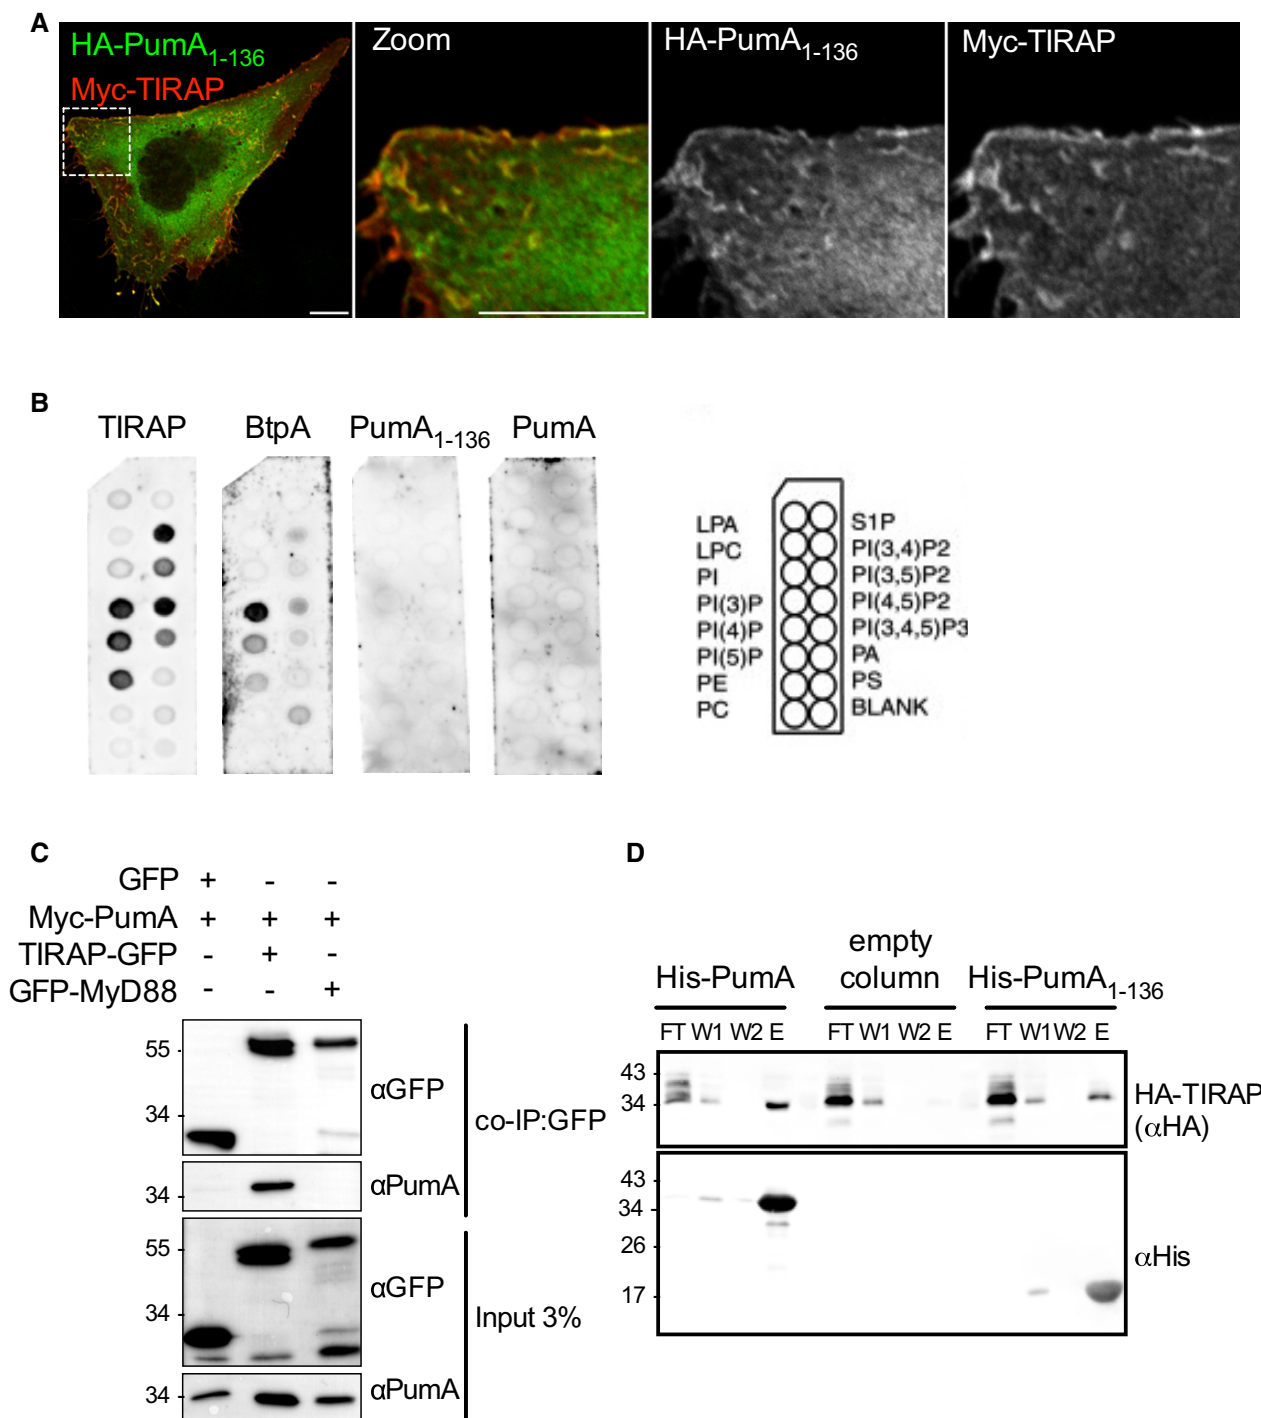 A
HA-PumA1-136
Myc-TIRAP
Zoom
HA-PumA1-136
Myc-TIRAP
B
TIRAP BtpA PumA1-136 PumA
LPA S1P
LPC PI(3,4)P2
PI PI(3,5)P2
PI(3)P PI(4,5)P2
PI(4)P PI(3,4,5)P3
PI(5)P PA
PE PS
PC BLANK
C
GFP + - -
Myc-PumA + + +
TIRAP-GFP - + -
GFP-MyD88 - - +
55
34
αGFP
34
αPumA
co-IP:GFP
55
34
αGFP
34
αPumA
Input 3%
D
His-PumA empty column His-PumA1-136
FT W1 W2 E FT W1 W2 E FT W1 W2 E
43
34
HA-TIRAP
(αHA)
43
34
26
17
αHis